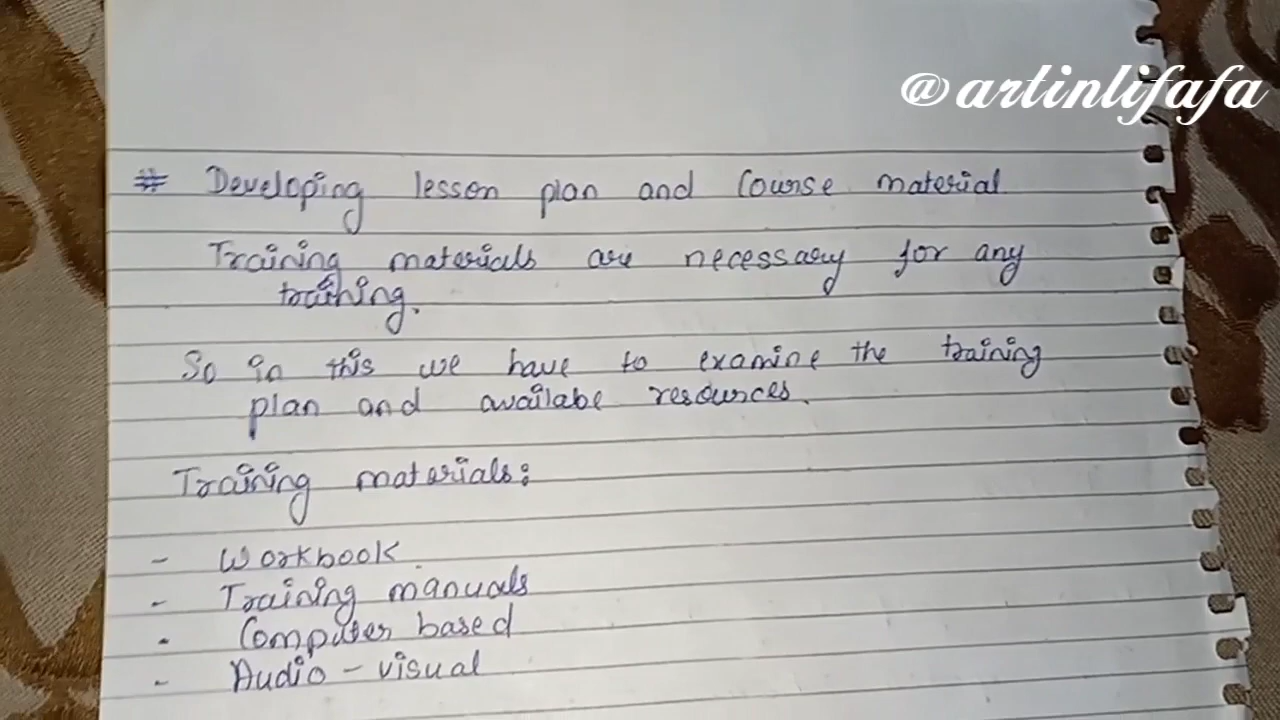 @artinlifafa
# Developing lesson plan and Course material
Training materials are necessary for any
training.
So in this we have to examine the training
plan and availabe resources.
Training materials:
- Workbook
- Training manuals
- Computer based
- Audio - visual